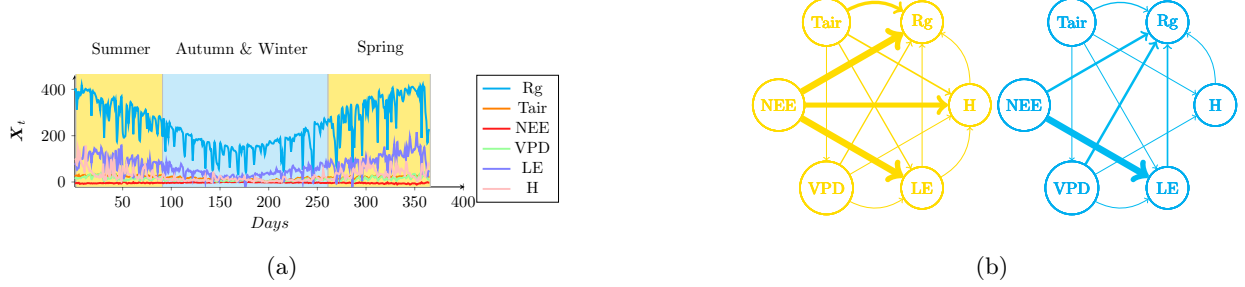 Summer Autumn & Winter Spring
400
200
0
X_t
50 100 150 200 250 300 350 400
Days
Rg
Tair
NEE
VPD
LE
H
(a)
Tair Rg
NEE H
VPD LE
Tair Rg
NEE H
VPD LE
(b)